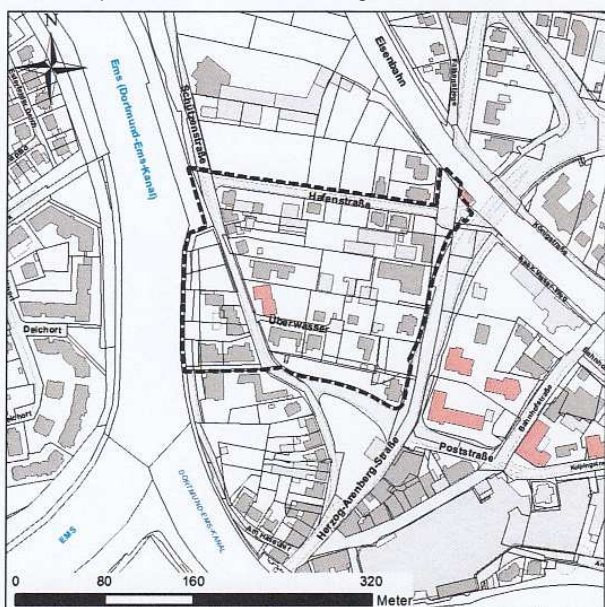 N
Ems (Dortmund-Ems-Kanal)
Schützenstraße
Eisenbahn
Hafenstraße
Königstraße
Überwasser
Deichort
Bahnhofstraße
Poststraße
Herzog-Arenberg-Straße
DORTMUND-EMS-KANAL
EMS
0 80 160 320
Meter